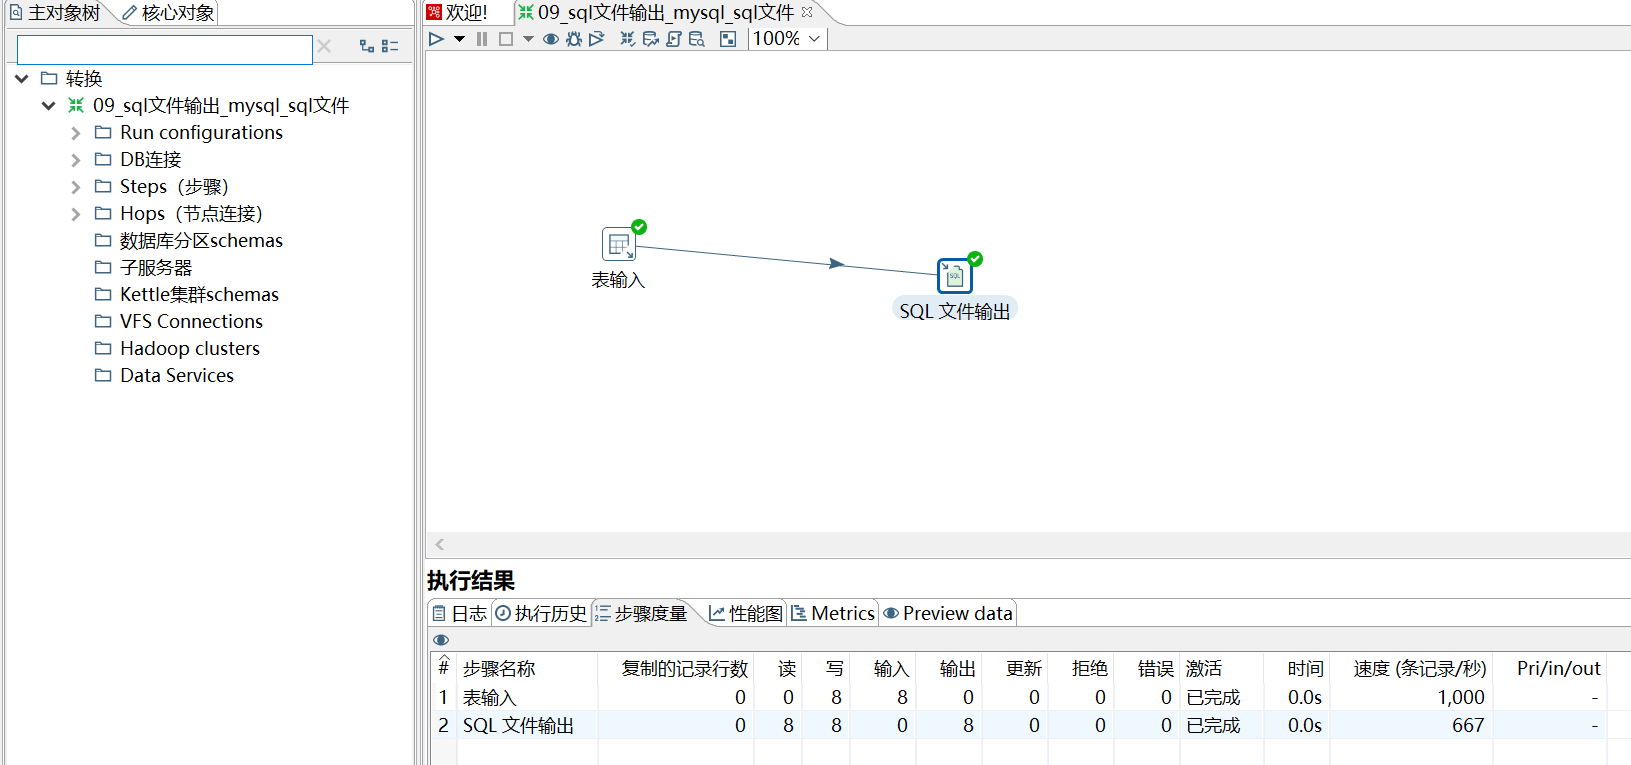 主对象树 核心对象
转换
09_sql文件输出_mysql_sql文件
Run configurations
DB连接
Steps（步骤）
Hops（节点连接）
数据库分区schemas
子服务器
Kettle集群schemas
VFS Connections
Hadoop clusters
Data Services
欢迎! 09_sql文件输出_mysql_sql文件
100%
表输入
SQL
SQL 文件输出
执行结果
日志 执行历史 步骤度量 性能图 Metrics Preview data
# 步骤名称 复制的记录行数 读 写 输入 输出 更新 拒绝 错误 激活 时间 速度 (条记录/秒) Pri/in/out
1 表输入 0 0 8 8 0 0 0 0 已完成 0.0s 1,000 -
2 SQL 文件输出 0 8 8 0 8 0 0 0 已完成 0.0s 667 -